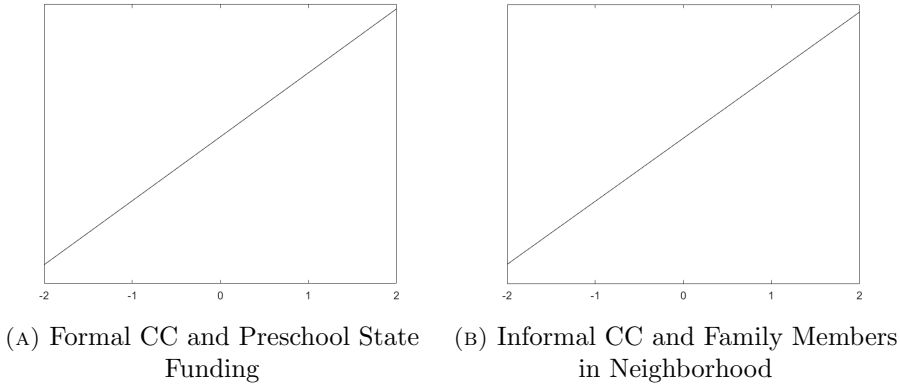 -2 -1 0 1 2
-2 -1 0 1 2
(A) Formal CC and Preschool State
Funding
(B) Informal CC and Family Members
in Neighborhood